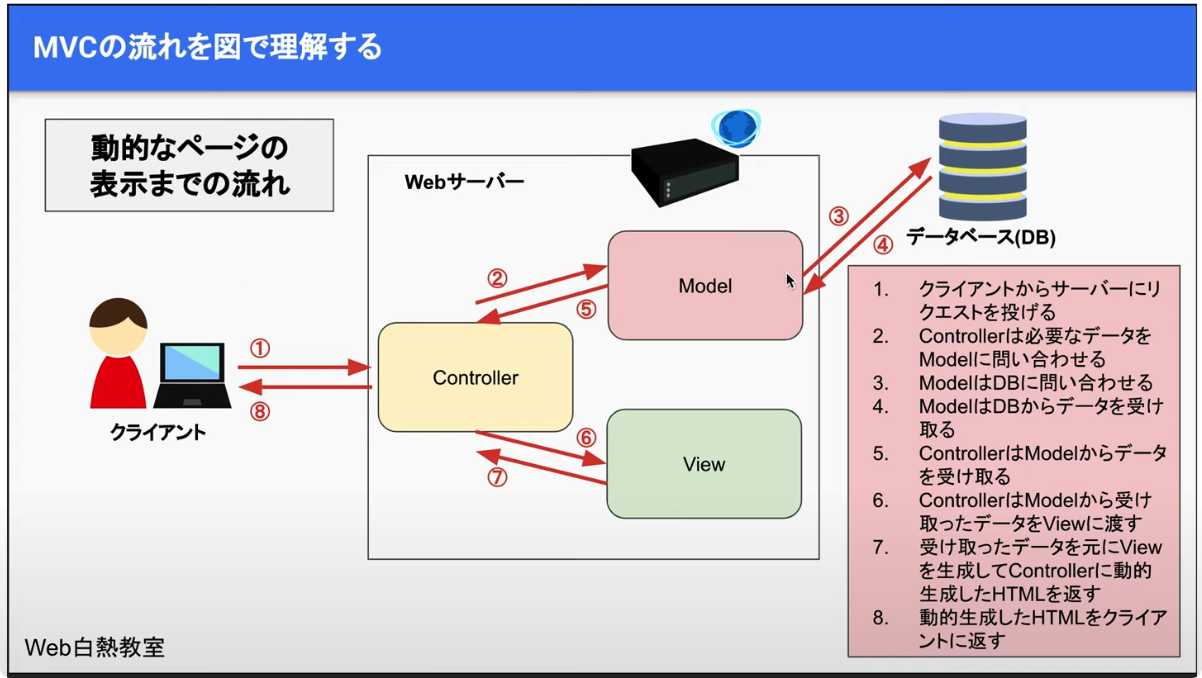 MVCの流れを図で理解する
動的なページの
表示までの流れ
Webサーバー
データベース(DB)
③
④
②
⑤
Model
①
⑧
Controller
クライアント
⑥
⑦
View
1. クライアントからサーバーにリ
クエストを投げる
2. Controllerは必要なデータを
Modelに問い合わせる
3. ModelはDBに問い合わせる
4. ModelはDBからデータを受け
取る
5. ControllerはModelからデータ
を受け取る
6. ControllerはModelから受け
取ったデータをViewに渡す
7. 受け取ったデータを元にView
を生成してControllerに動的
生成したHTMLを返す
8. 動的生成したHTMLをクライア
ントに返す
Web白熱教室